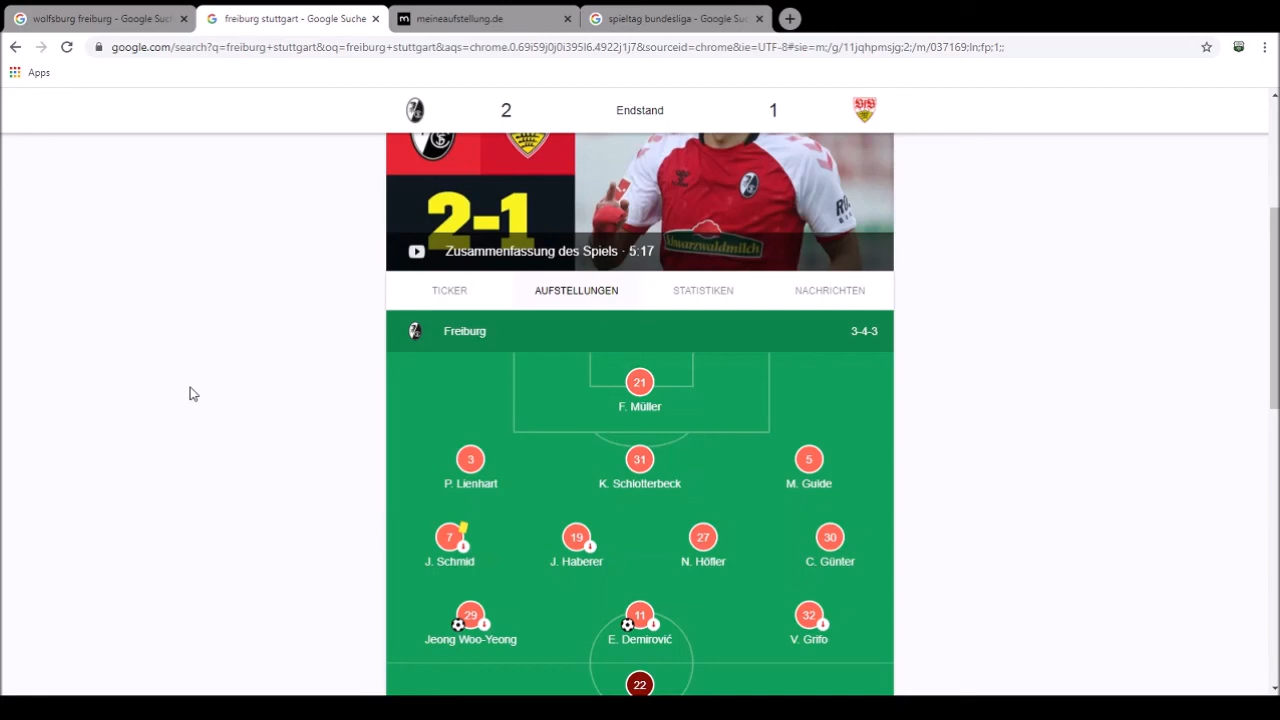 wolfsburg freiburg - Google Suc
freiburg stuttgart - Google Suche
meineaufstellung.de
spieltag bundesliga - Google Su
google.com/search?q=freiburg+stuttgart&oq=freiburg+stuttgart&aqs=chrome.0.69i59j0j0i395l6.4922j1j7&sourceid=chrome&ie=UTF-8#sie=m;/g/11jqhpmsjg;2;/m/037169;ln;fp;1;;
Apps
2 Endstand 1
2-1
Schwarzwaldmilch
Zusammenfassung des Spiels · 5:17
TICKER AUFSTELLUNGEN STATISTIKEN NACHRICHTEN
Freiburg 3-4-3
21
F. Müller
3 31 5
P. Lienhart K. Schlotterbeck M. Gulde
7 19 27 30
J. Schmid J. Haberer N. Höfler C. Günter
29 11 32
Jeong Woo-Yeong E. Demirović V. Grifo
22